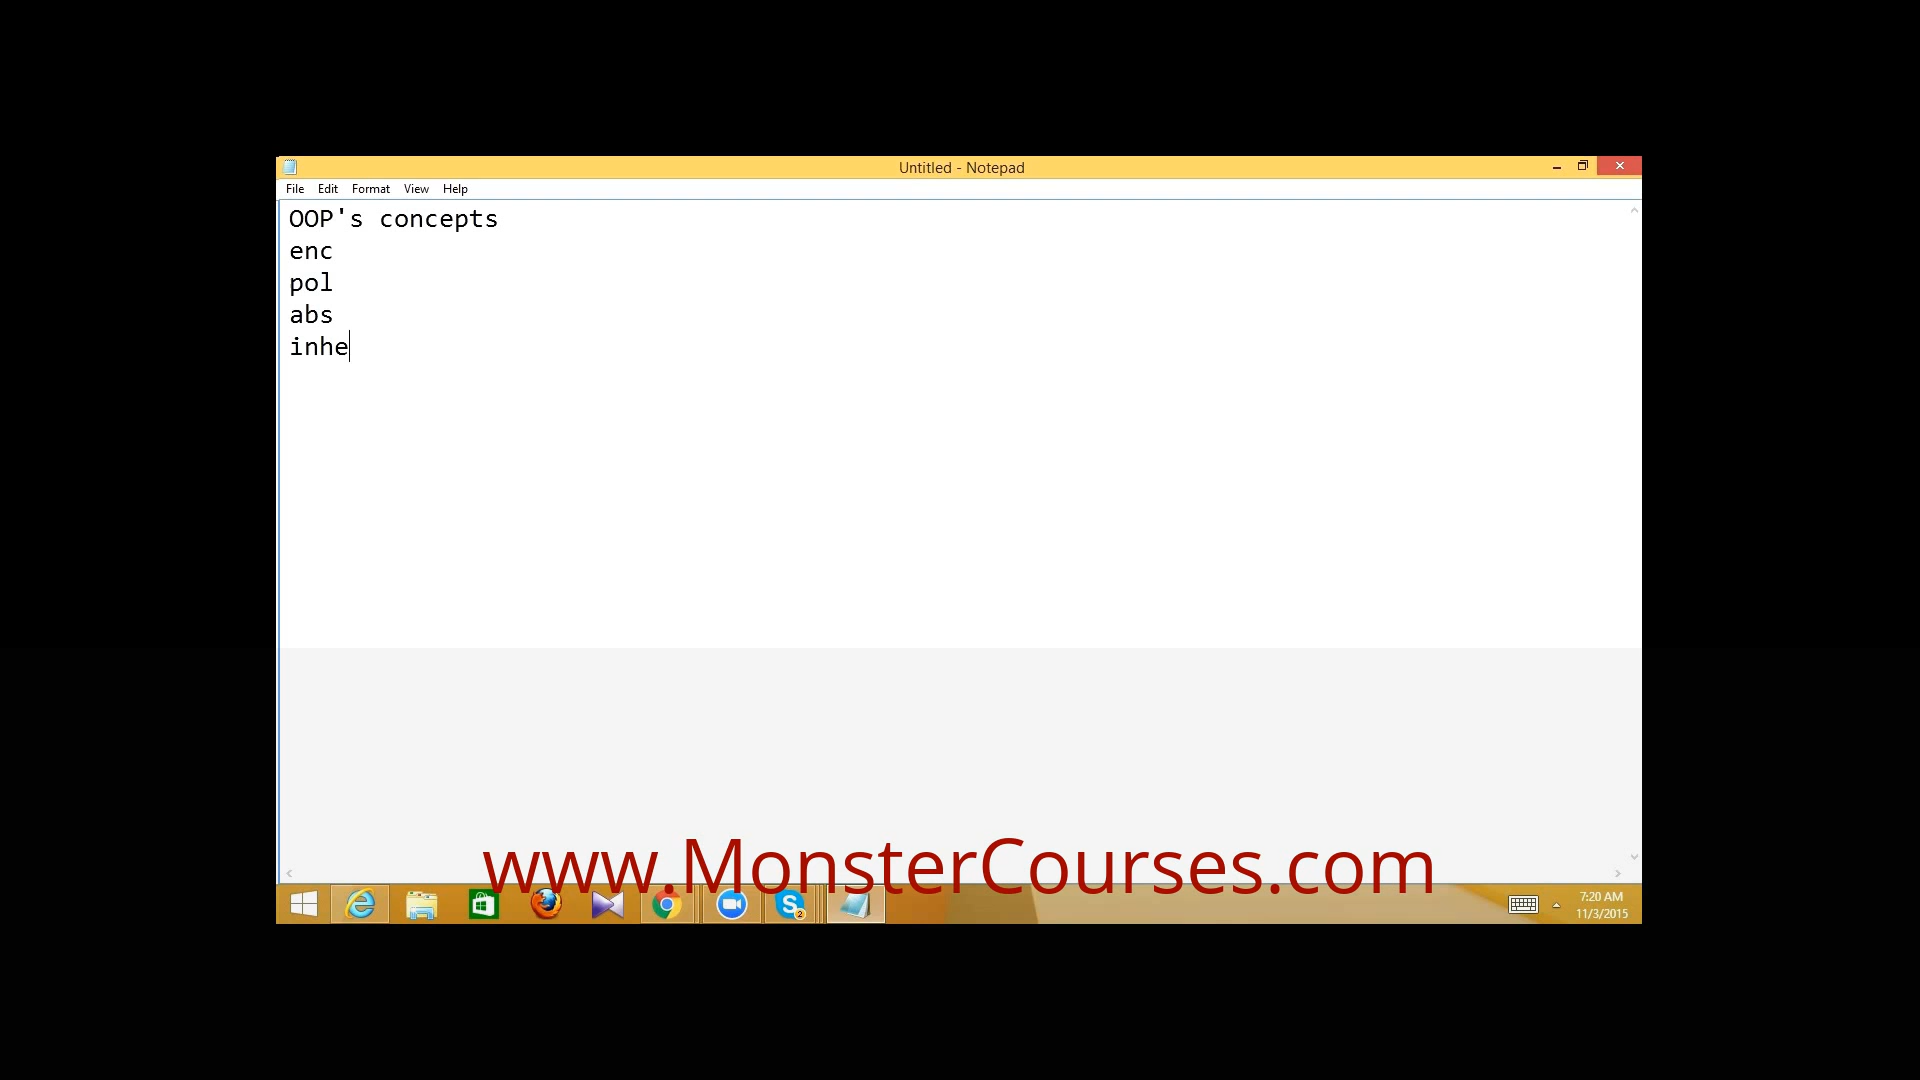 Untitled - Notepad
File Edit Format View Help
OOP's concepts
enc
pol
abs
inhe
www.MonsterCourses.com
S 2
7:20 AM
11/3/2015